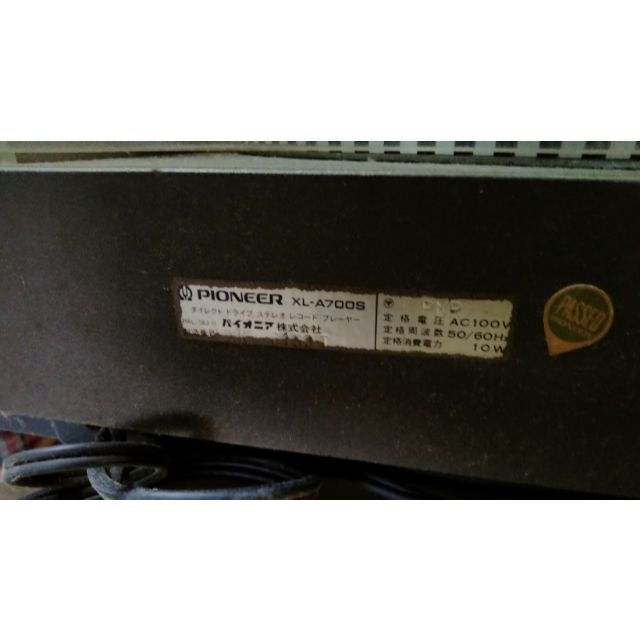 PIONEER XL-A700S
ダイレクト ドライブ ステレオ レコード プレーヤー
パイオニア株式会社
定格電圧 AC100V
定格周波数 50/60Hz
定格消費電力 10W
PASSED